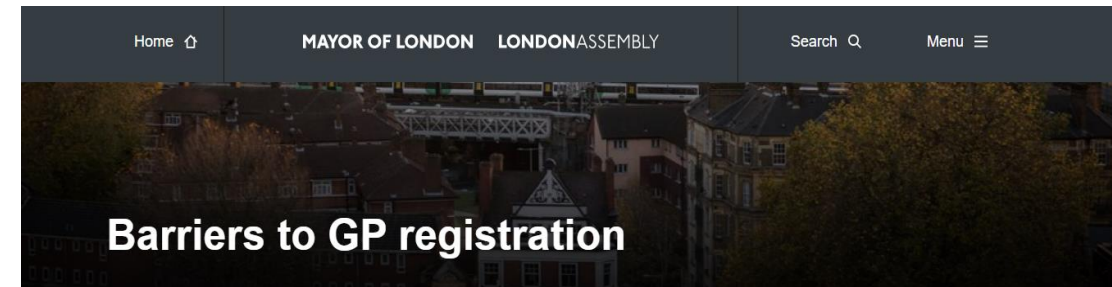 Home
MAYOR OF LONDON LONDONASSEMBLY
Search
Menu
Barriers to GP registration